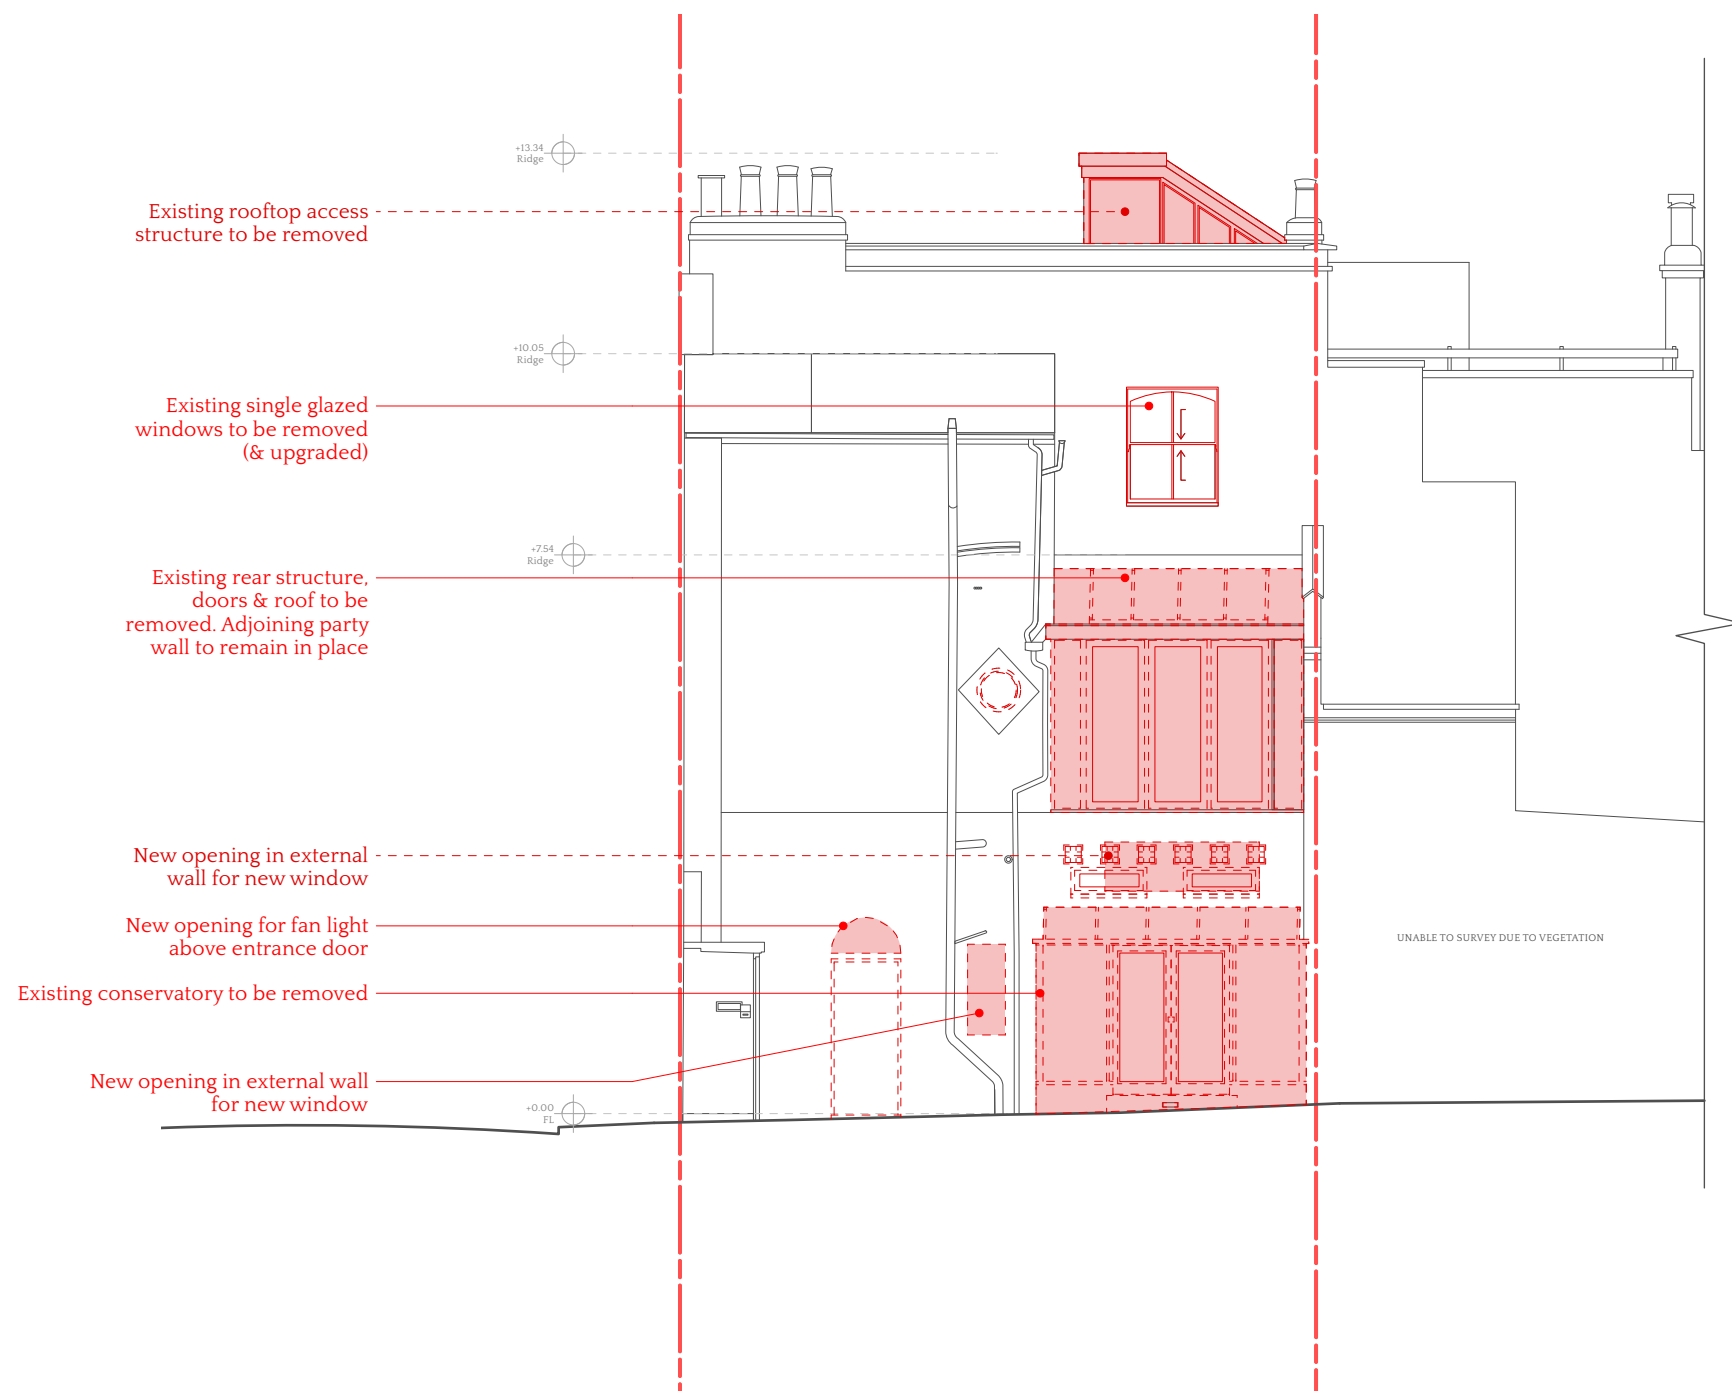 +13.34
Ridge
Existing rooftop access
structure to be removed
+10.05
Ridge
Existing single glazed
windows to be removed
(& upgraded)
+7.54
Ridge
Existing rear structure,
doors & roof to be
removed. Adjoining party
wall to remain in place
New opening in external
wall for new window
New opening for fan light
above entrance door
UNABLE TO SURVEY DUE TO VEGETATION
Existing conservatory to be removed
New opening in external wall
for new window
+0.00
FL